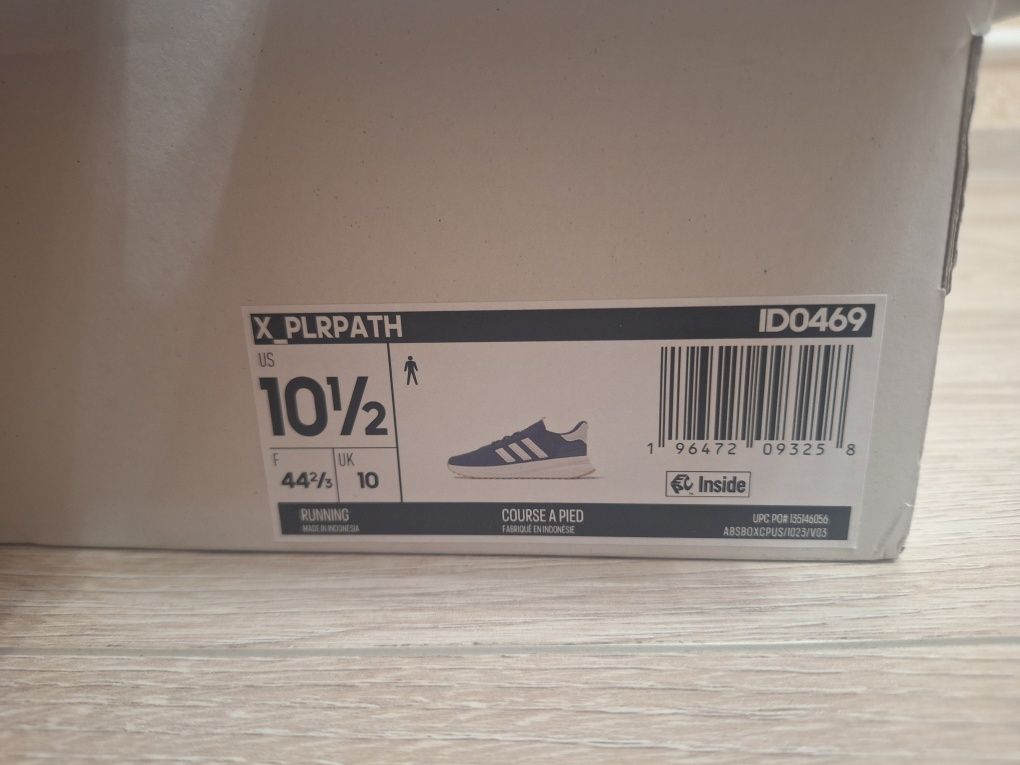 X_PLRPATH
ID0469
US
10½
F
44⅔
UK
10
1 96472 09325 8
Inside
RUNNING
MADE IN INDONESIA
COURSE A PIED
FABRIQUÉ EN INDONÉSIE
UPC PO# 135146056
ABSBOXCPUS/1023/V03